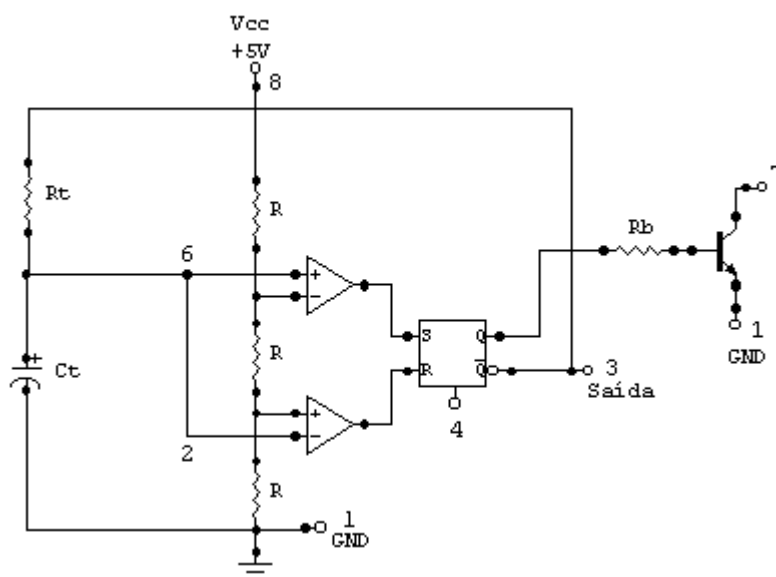 Vcc
+5V
8
Rt
R
Rb
6
+
-
S
Q
1
GND
+
Ct
R
R
Q
3
Saída
+
-
4
2
R
1
GND